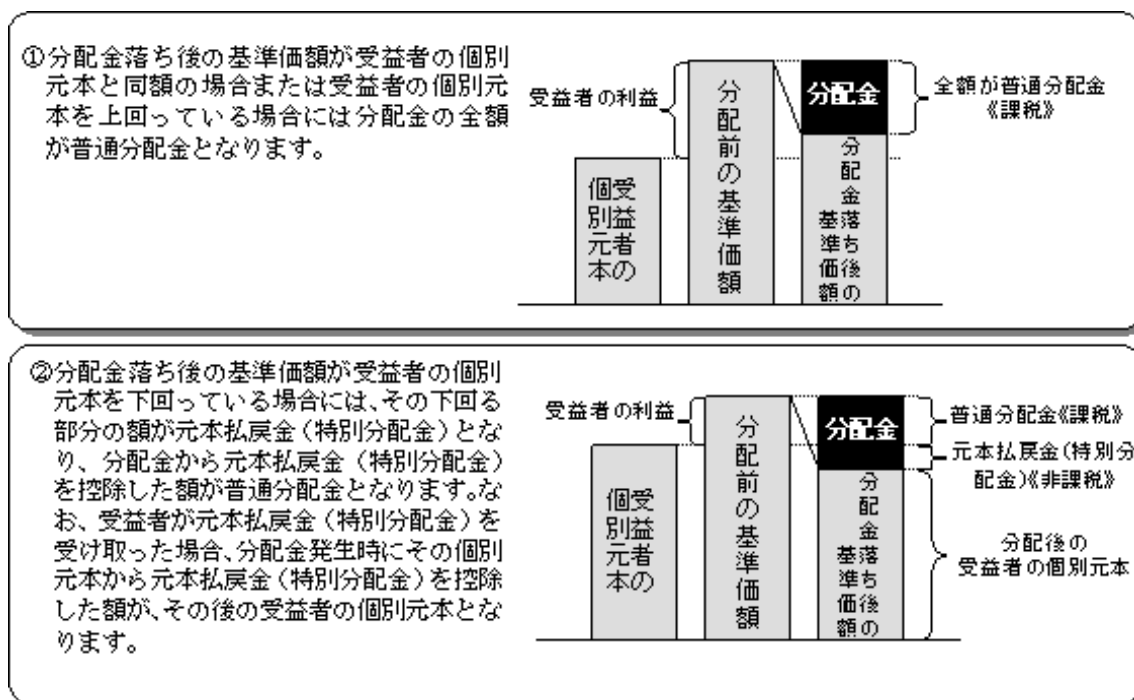 ①分配金落ち後の基準価額が受益者の個別
元本と同額の場合または受益者の個別元
本を上回っている場合には分配金の全額
が普通分配金となります。
受益者の利益
受益者の
個別元本
分配前の基準価額
分配金
分配金落ち後の
基準価額
全額が普通分配金
《課税》
②分配金落ち後の基準価額が受益者の個別
元本を下回っている場合には、その下回る
部分の額が元本払戻金（特別分配金）とな
り、分配金から元本払戻金（特別分配金）
を控除した額が普通分配金となります。な
お、受益者が元本払戻金（特別分配金）を
受け取った場合、分配金発生時にその個別
元本から元本払戻金（特別分配金）を控除
した額が、その後の受益者の個別元本とな
ります。
受益者の利益
受益者の
個別元本
分配前の基準価額
分配金
分配金落ち後の
基準価額
普通分配金《課税》
元本払戻金（特別分
配金）《非課税》
分配後の
受益者の個別元本